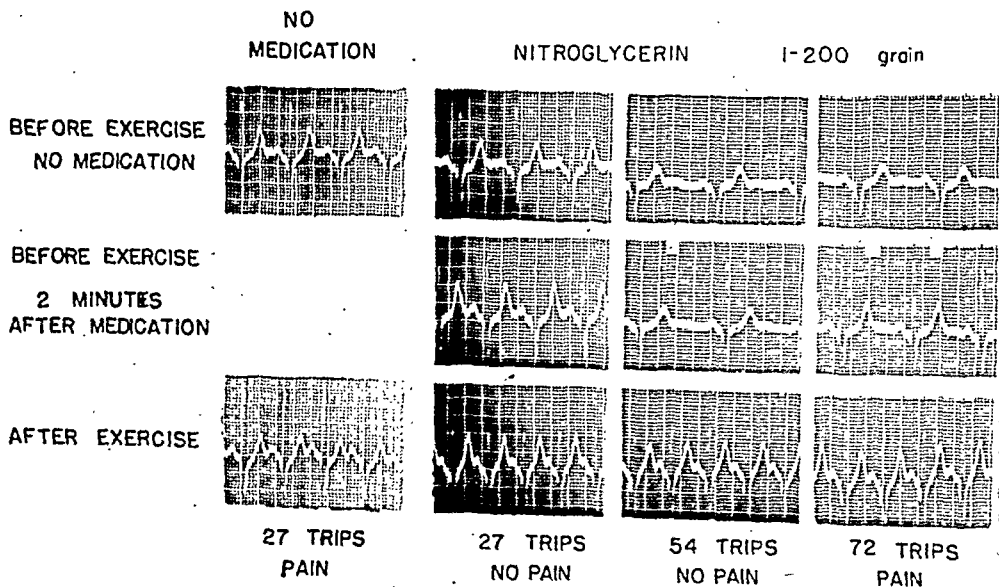 NO
MEDICATION
NITROGLYCERIN 1-200 grain
BEFORE EXERCISE
NO MEDICATION
BEFORE EXERCISE
2 MINUTES
AFTER MEDICATION
AFTER EXERCISE
27 TRIPS
PAIN
27 TRIPS
NO PAIN
54 TRIPS
NO PAIN
72 TRIPS
PAIN